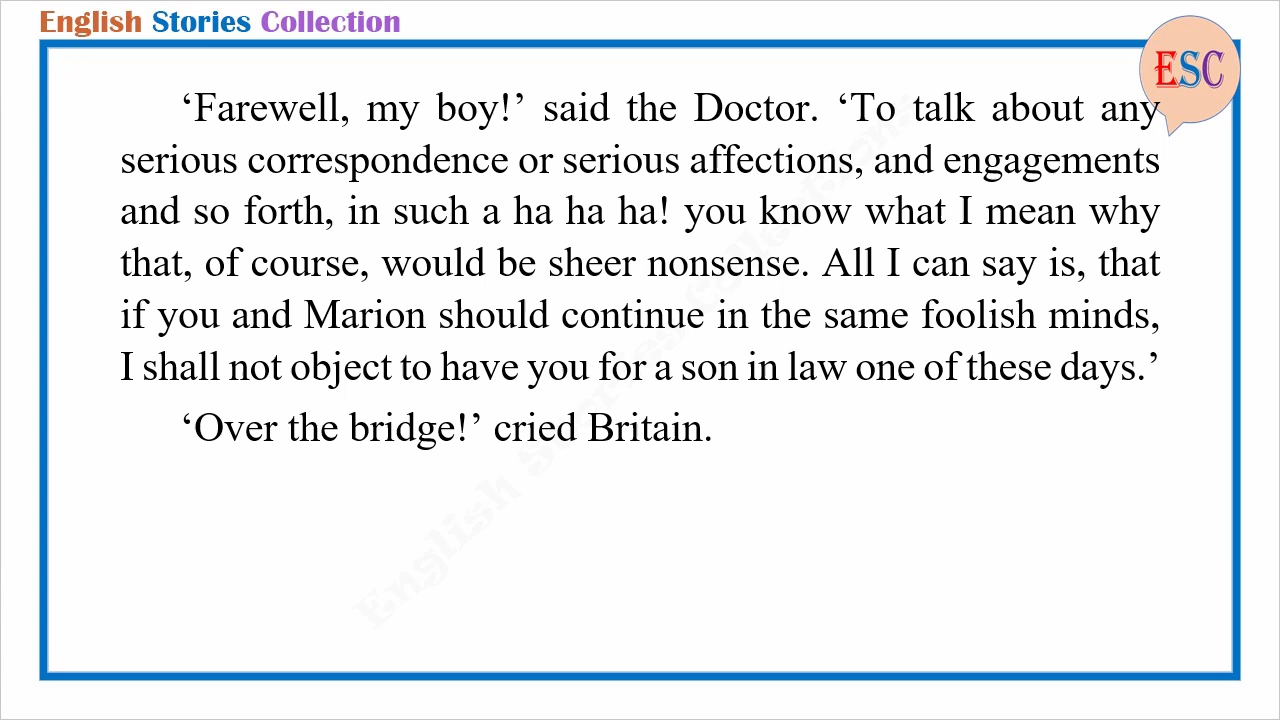 English Stories Collection
ESC
‘Farewell, my boy!’ said the Doctor. ‘To talk about any
serious correspondence or serious affections, and engagements
and so forth, in such a ha ha ha! you know what I mean why
that, of course, would be sheer nonsense. All I can say is, that
if you and Marion should continue in the same foolish minds,
I shall not object to have you for a son in law one of these days.’
‘Over the bridge!’ cried Britain.
English Stories Collections